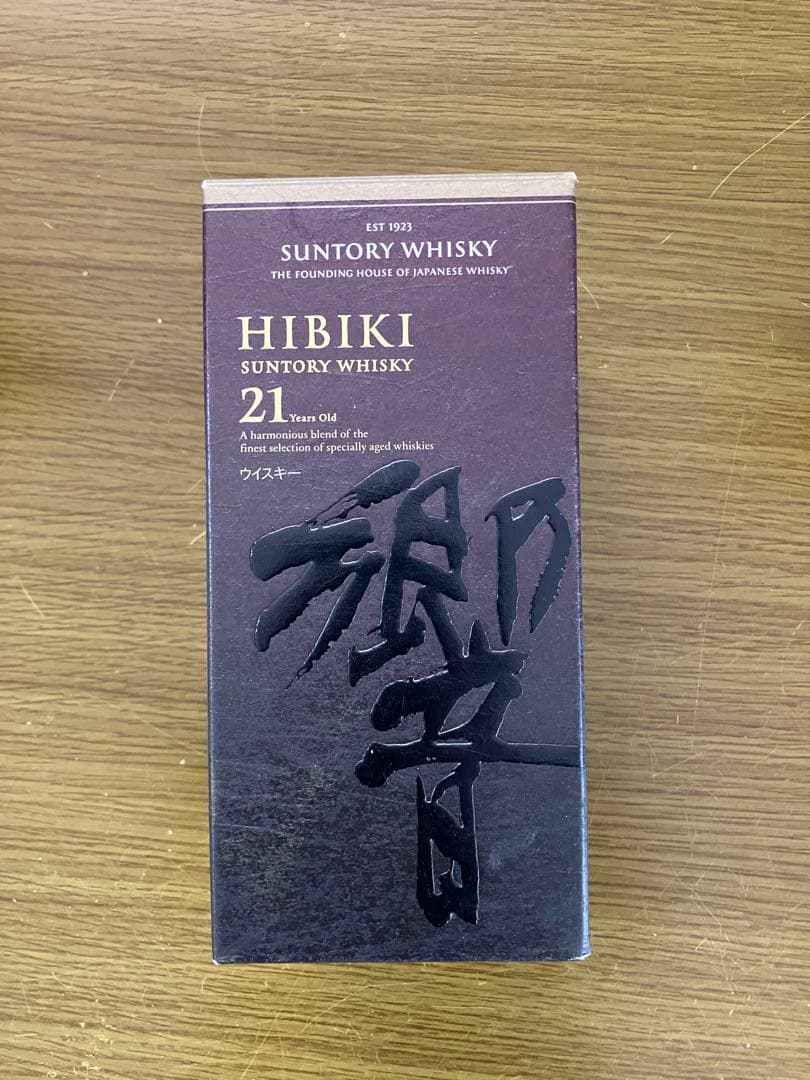 EST 1923
SUNTORY WHISKY
THE FOUNDING HOUSE OF JAPANESE WHISKY™
HIBIKI
SUNTORY WHISKY
21 Years Old
A harmonious blend of the
finest selection of specially aged whiskies
ウイスキー
響